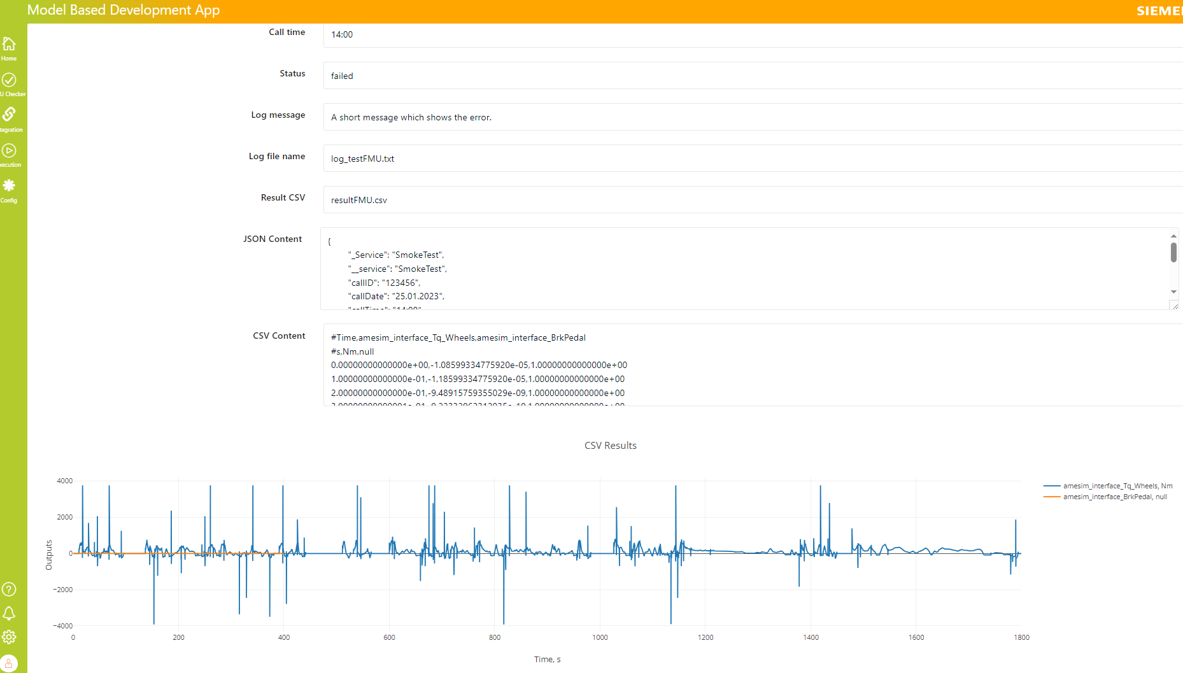 Model Based Development App
SIEME
Home
U Checker
tegration
ecution
Config
Call time
14:00
Status
failed
Log message
A short message which shows the error.
Log file name
log_testFMU.txt
Result CSV
resultFMU.csv
JSON Content
{
"_Service": "SmokeTest",
"__service": "SmokeTest",
"callID": "123456",
"callDate": "25.01.2023",
"callTime": "14:00"
CSV Content
#Time,amesim_interface_Tq_Wheels,amesim_interface_BrkPedal
#s,Nm,null
0.00000000000000e+00,-1.08599334775920e-05,1.00000000000000e+00
1.00000000000000e-01,-1.18599334775920e-05,1.00000000000000e+00
2.00000000000000e-01,-9.48915759355029e-09,1.00000000000000e+00
CSV Results
4000
2000
0
−2000
−4000
Outputs
0
200
400
600
800
1000
1200
1400
1600
1800
Time, s
amesim_interface_Tq_Wheels, Nm
amesim_interface_BrkPedal, null